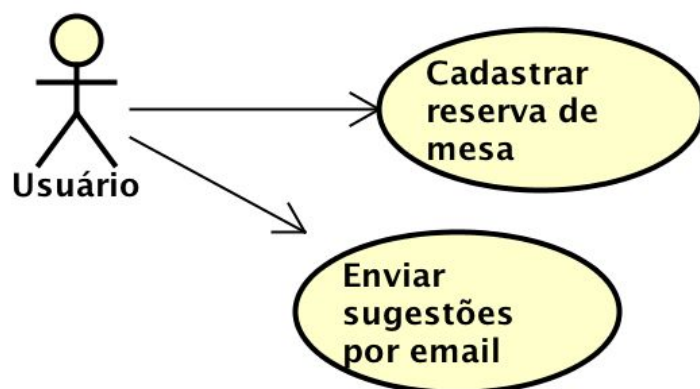 Cadastrar
reserva de
mesa
Usuário
Enviar
sugestões
por email